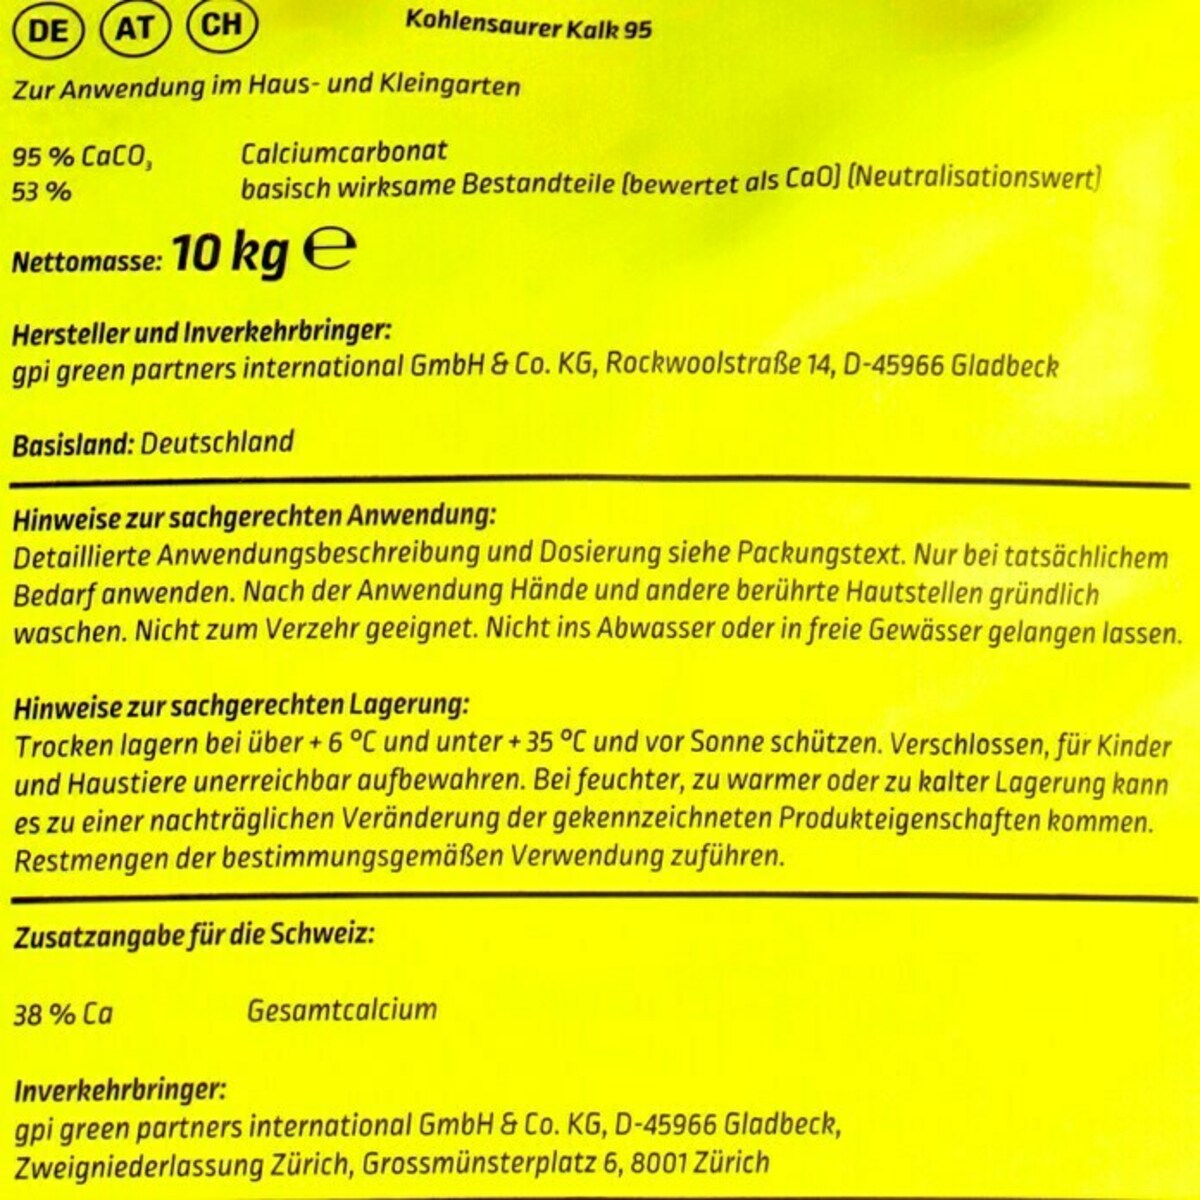 DE AT CH Kohlensaurer Kalk 95
Zur Anwendung im Haus- und Kleingarten
95 % CaCO₃ Calciumcarbonat
53 % basisch wirksame Bestandteile (bewertet als CaO) (Neutralisationswert)
Nettomasse: 10 kg ℮
Hersteller und Inverkehrbringer:
gpi green partners international GmbH & Co. KG, Rockwoolstraße 14, D-45966 Gladbeck
Basisland: Deutschland
Hinweise zur sachgerechten Anwendung:
Detaillierte Anwendungsbeschreibung und Dosierung siehe Packungstext. Nur bei tatsächlichem
Bedarf anwenden. Nach der Anwendung Hände und andere berührte Hautstellen gründlich
waschen. Nicht zum Verzehr geeignet. Nicht ins Abwasser oder in freie Gewässer gelangen lassen.
Hinweise zur sachgerechten Lagerung:
Trocken lagern bei über + 6 °C und unter + 35 °C und vor Sonne schützen. Verschlossen, für Kinder
und Haustiere unerreichbar aufbewahren. Bei feuchter, zu warmer oder zu kalter Lagerung kann
es zu einer nachträglichen Veränderung der gekennzeichneten Produkteigenschaften kommen.
Restmengen der bestimmungsgemäßen Verwendung zuführen.
Zusatzangabe für die Schweiz:
38 % Ca Gesamtcalcium
Inverkehrbringer:
gpi green partners international GmbH & Co. KG, D-45966 Gladbeck,
Zweigniederlassung Zürich, Grossmünsterplatz 6, 8001 Zürich